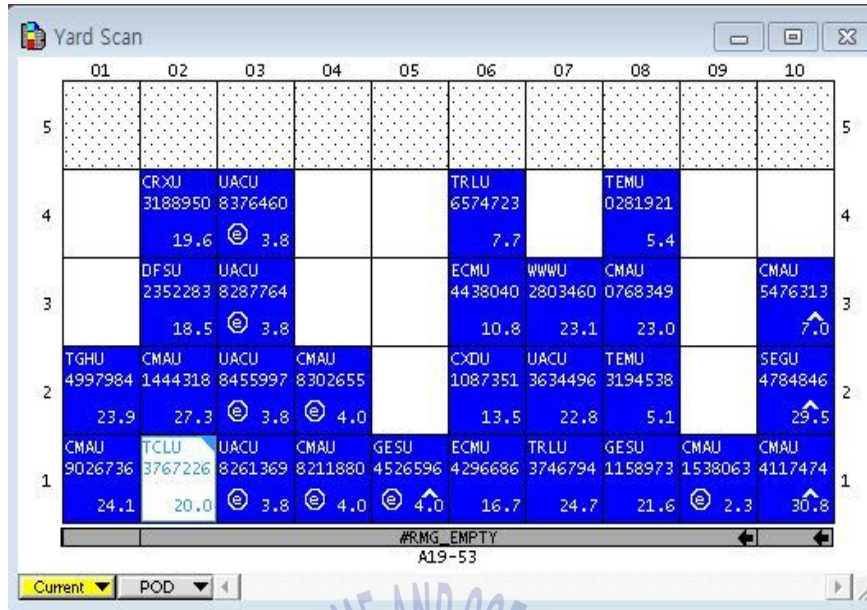 Yard Scan
01 02 03 04 05 06 07 08 09 10
5 5
CRXU UACU TRLU TEMU
3188950 8376460 6574723 0281921
4 4
19.6 e 3.8 7.7 5.4
DFSU UACU ECMU WWWU CMAU CMAU
2352283 8287764 4438040 2803460 0768349 5476313
3 3
18.5 e 3.8 10.8 23.1 23.0 7.0
TGHU CMAU UACU CMAU CXDU UACU TEMU SEGU
4997984 1444318 8455997 8302655 1087351 3634496 3194538 4784846
2 2
23.9 27.3 e 3.8 e 4.0 13.5 22.8 5.1 29.5
CMAU TCLU UACU CMAU GESU ECMU TRLU GESU CMAU CMAU
9026736 3767226 8261369 8211880 4526596 4296686 3746794 1158973 1538063 4117474
1 1
24.1 20.0 e 3.8 e 4.0 e 4.0 16.7 24.7 21.6 e 2.3 30.8
#RMG_EMPTY
A19-53
Current POD